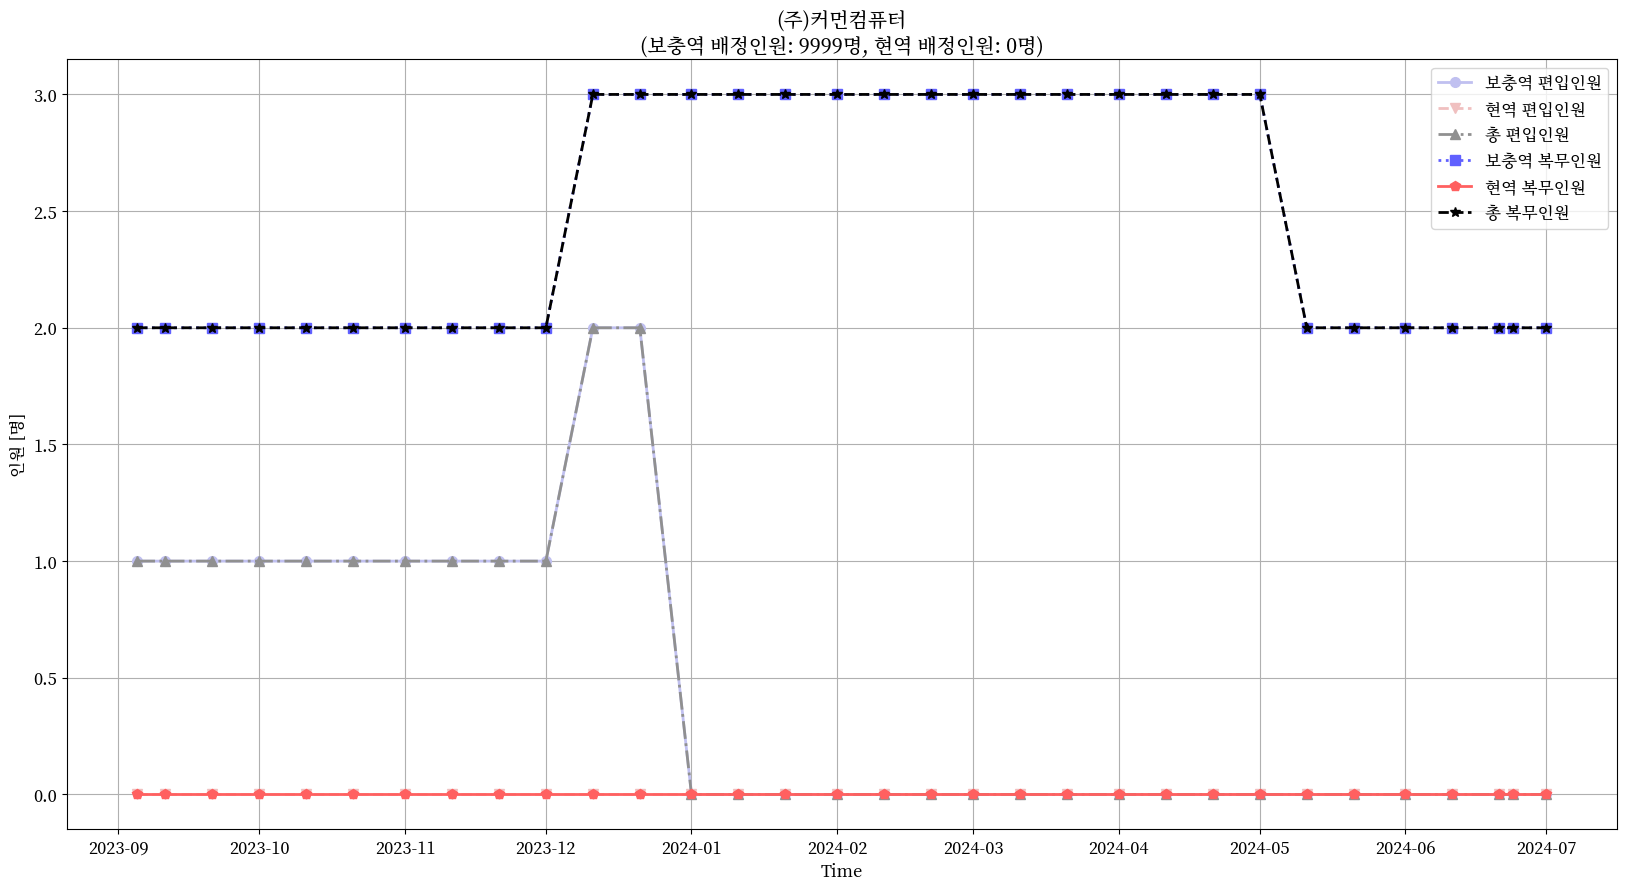 (주)커먼컴퓨터
(보충역 배정인원: 9999명, 현역 배정인원: 0명)
보충역 편입인원
현역 편입인원
총 편입인원
보충역 복무인원
현역 복무인원
총 복무인원
인원 [명]
3.0
2.5
2.0
1.5
1.0
0.5
0.0
2023-09 2023-10 2023-11 2023-12 2024-01 2024-02 2024-03 2024-04 2024-05 2024-06 2024-07
Time